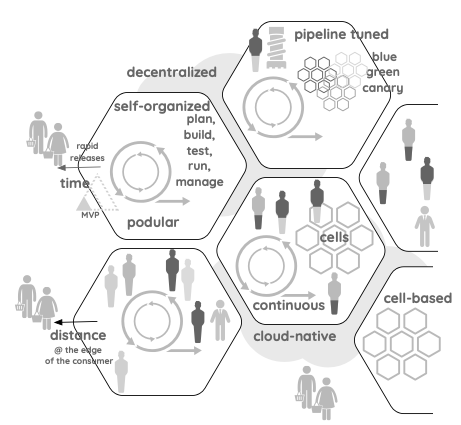 pipeline tuned
blue
green
canary
decentralized
self-organized
plan,
build,
test,
run,
manage
rapid
releases
time
MVP
podular
cells
continuous
cloud-native
cell-based
distance
@ the edge
of the consumer